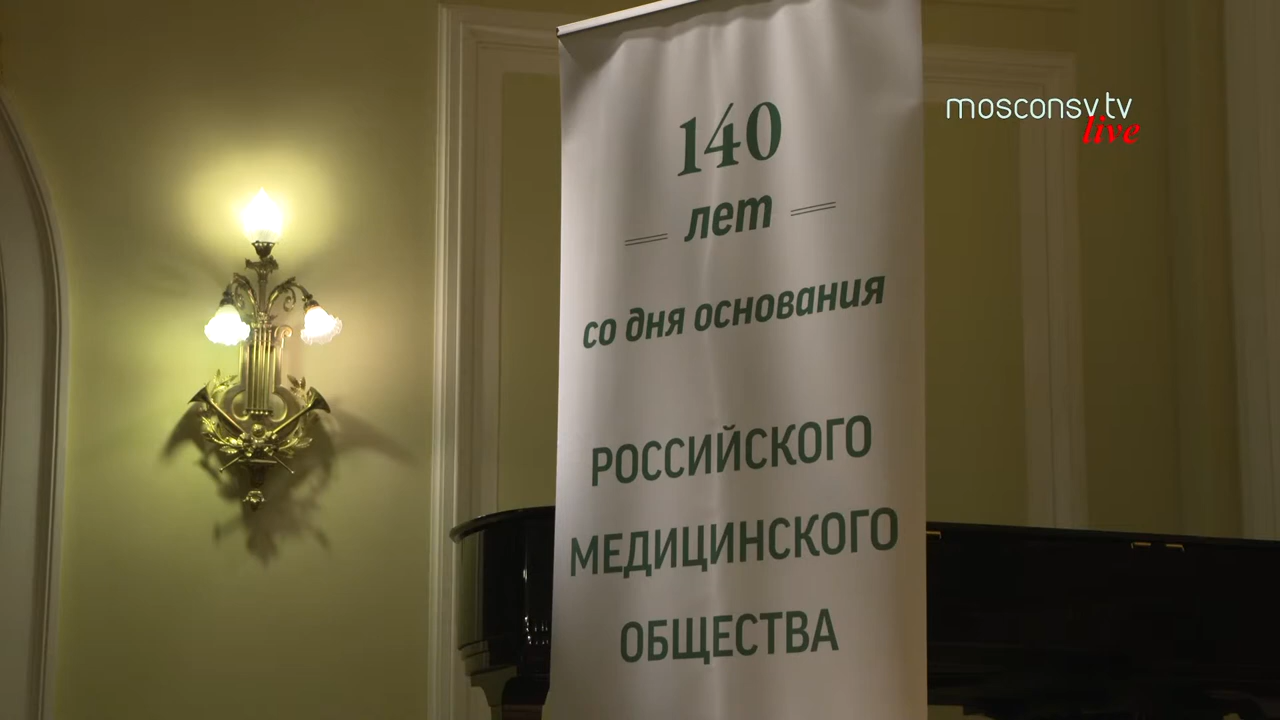 140
лет
со дня основания
РОССИЙСКОГО
МЕДИЦИНСКОГО
ОБЩЕСТВА
mosconsv.tv
live